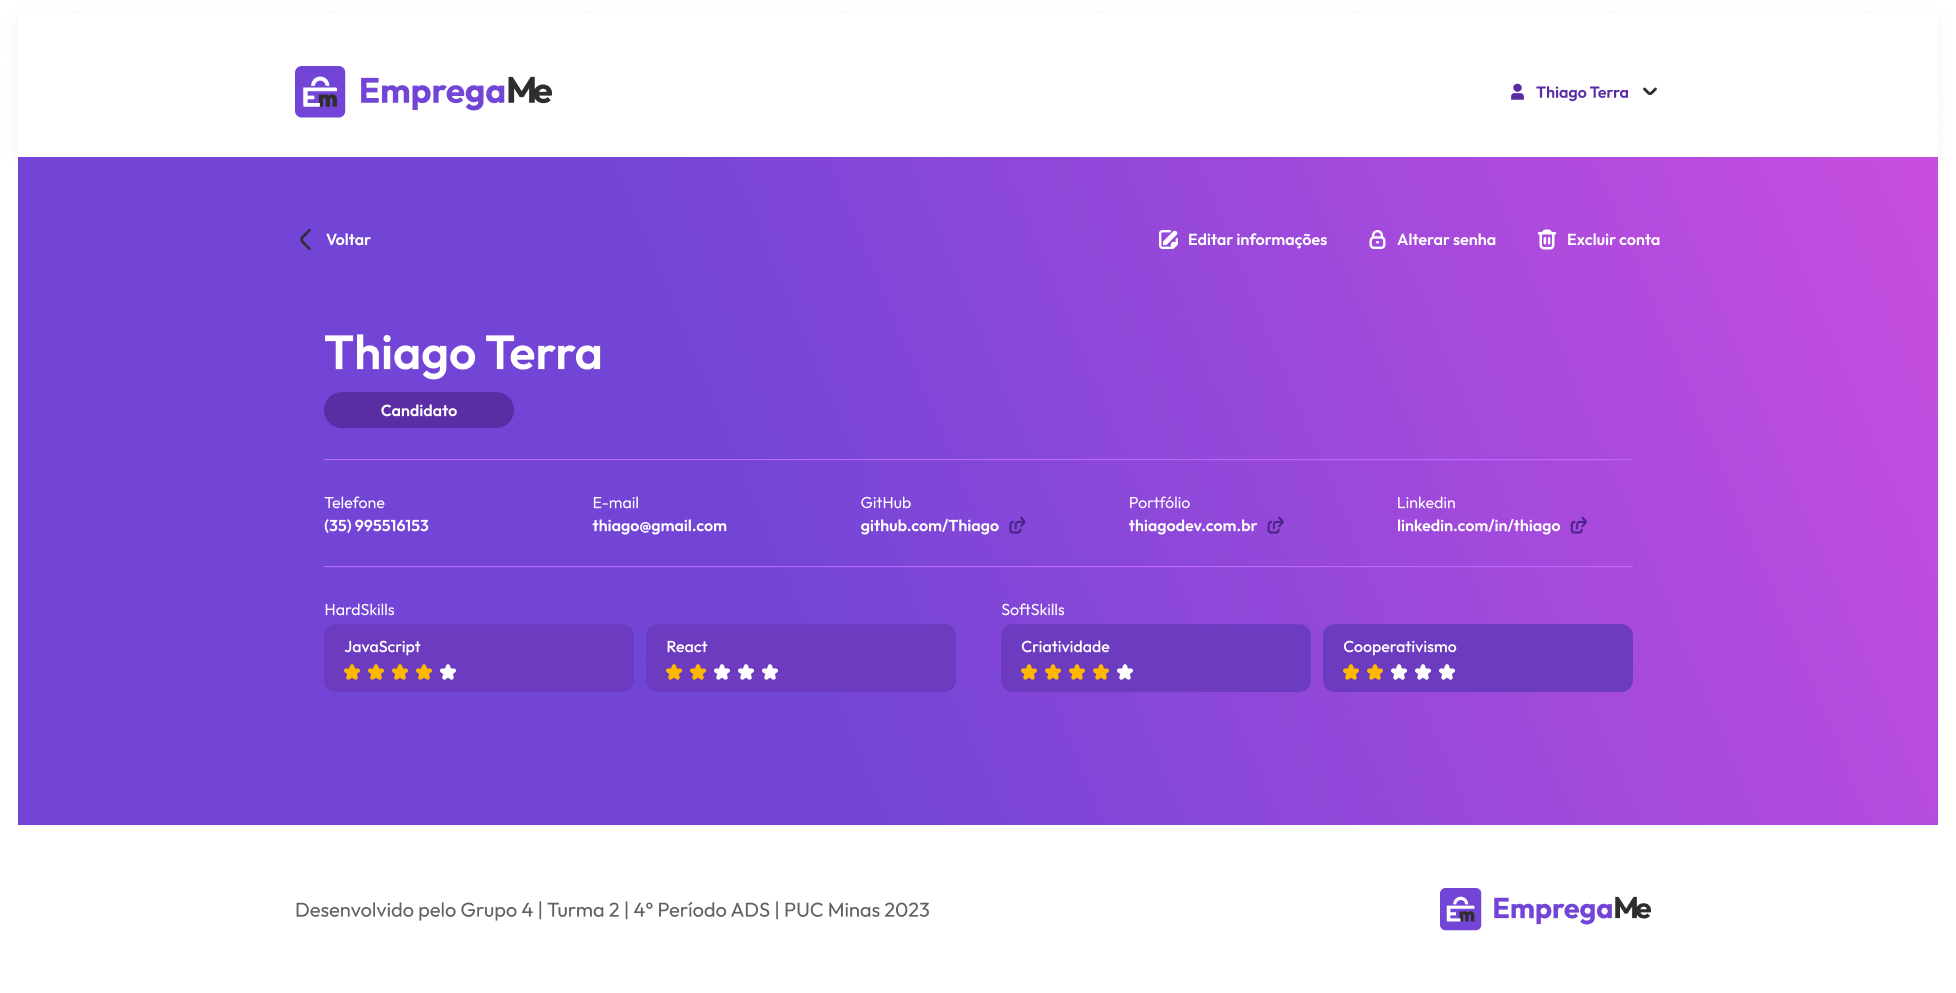 Em EmpregaMe
Thiago Terra
Voltar
Editar informações
Alterar senha
Excluir conta
Thiago Terra
Candidato
Telefone
(35) 995516153
E-mail
thiago@gmail.com
GitHub
github.com/Thiago
Portfólio
thiagodev.com.br
Linkedin
linkedin.com/in/thiago
HardSkills
JavaScript
React
SoftSkills
Criatividade
Cooperativismo
Desenvolvido pelo Grupo 4 | Turma 2 | 4° Período ADS | PUC Minas 2023
Em EmpregaMe